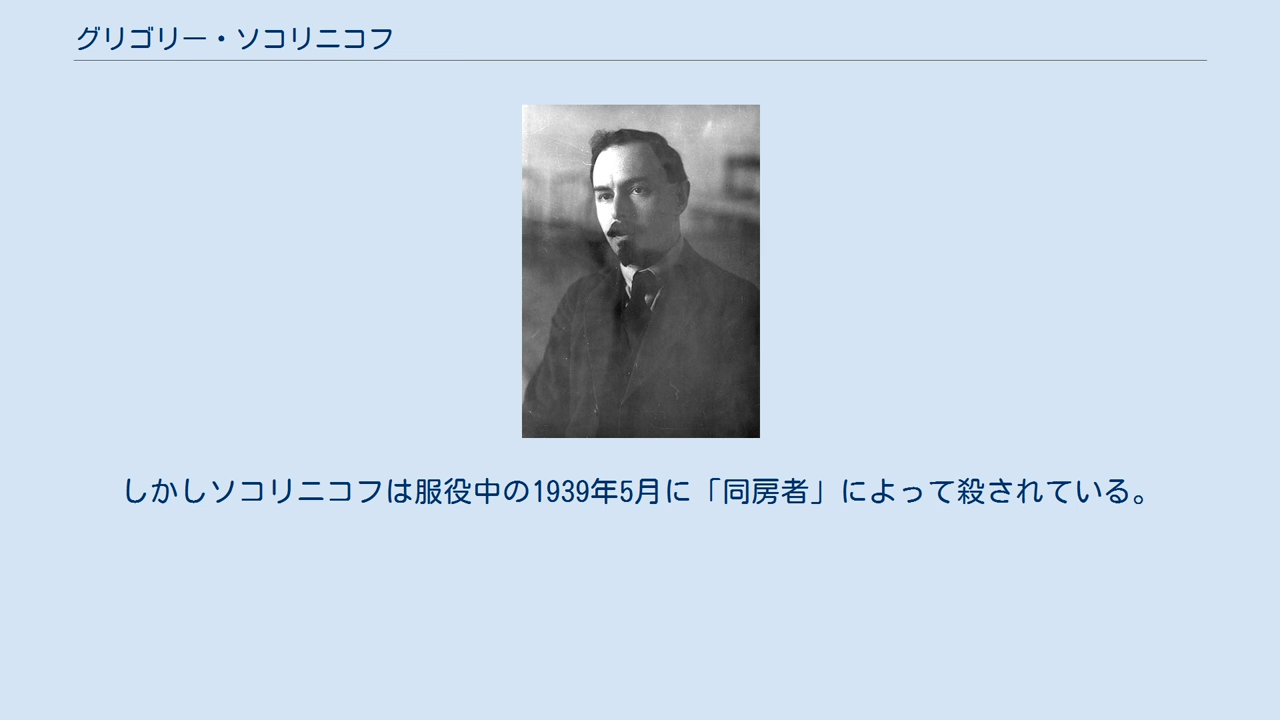 グリゴリー・ソコリニコフ
しかしソコリニコフは服役中の1939年5月に「同房者」によって殺されている。